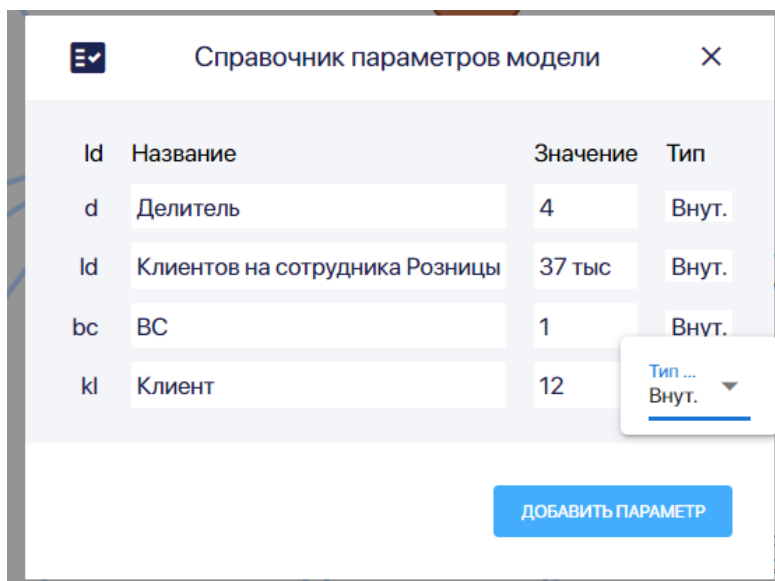 Справочник параметров модели
Id Название Значение Тип
d Делитель 4 Внут.
ld Клиентов на сотрудника Розницы 37 тыс Внут.
bc ВС 1 Внут.
kl Клиент 12
Тип ...
Внут.
ДОБАВИТЬ ПАРАМЕТР